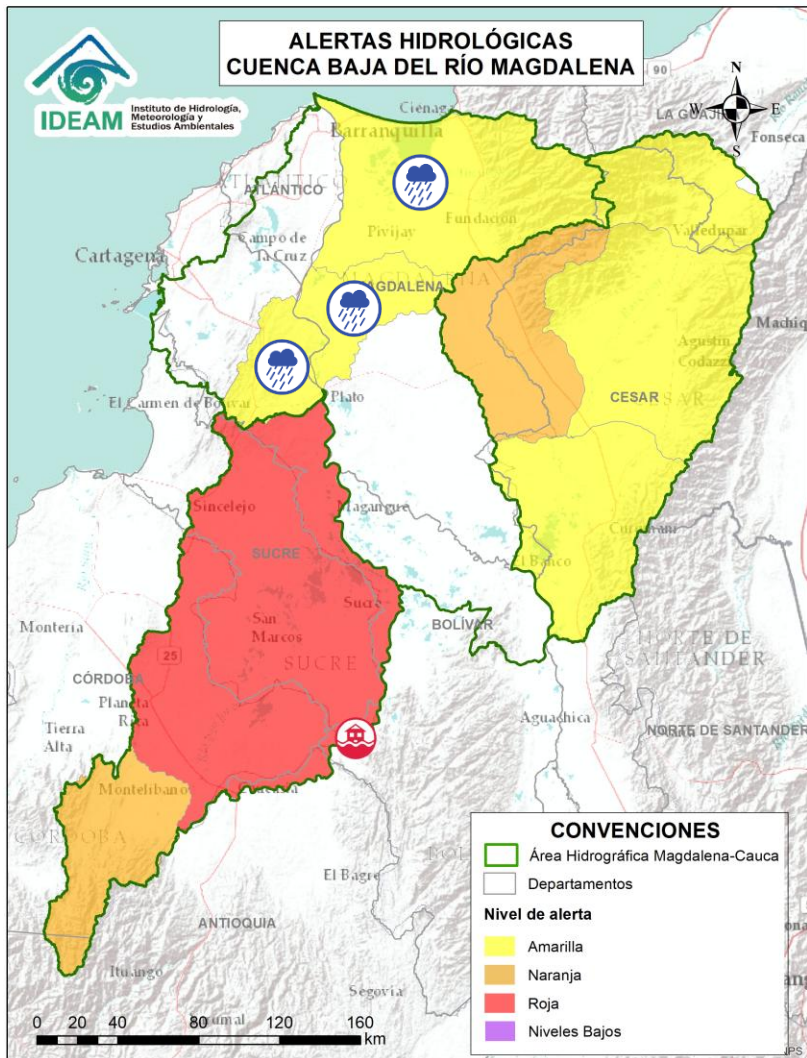 ALERTAS HIDROLÓGICAS
CUENCA BAJA DEL RÍO MAGDALENA
IDEAM
Instituto de Hidrología,
Meteorología y
Estudios Ambientales
90
N
W
E
S
LA GUAJIRA
Fonseca
Ciénaga
Barranquilla
ATLÁNTICO
Fundación
Pivijay
Valledupar
Cartagena
Campo de
la Cruz
MAGDALENA
Agustín
Codazzi
El Carmen de Bolívar
Plato
CESAR
Sincelejo
Magangué
SUCRE
Curumaní
El Banco
Sucre
San
Marcos
BOLÍVAR
Montería
25
SUCRE
NORTE DE
SANTANDER
CÓRDOBA
Planeta
Rica
Tierra
Alta
Aguachica
NORTE DE SANTANDER
Montelíbano
CÓRDOBA
El Bagre
ANTIOQUIA
Ituango
Segovia
CONVENCIONES
Área Hidrográfica Magdalena-Cauca
Departamentos
Nivel de alerta
Amarilla
Naranja
Roja
Niveles Bajos
0 20 40 80 120 160
km